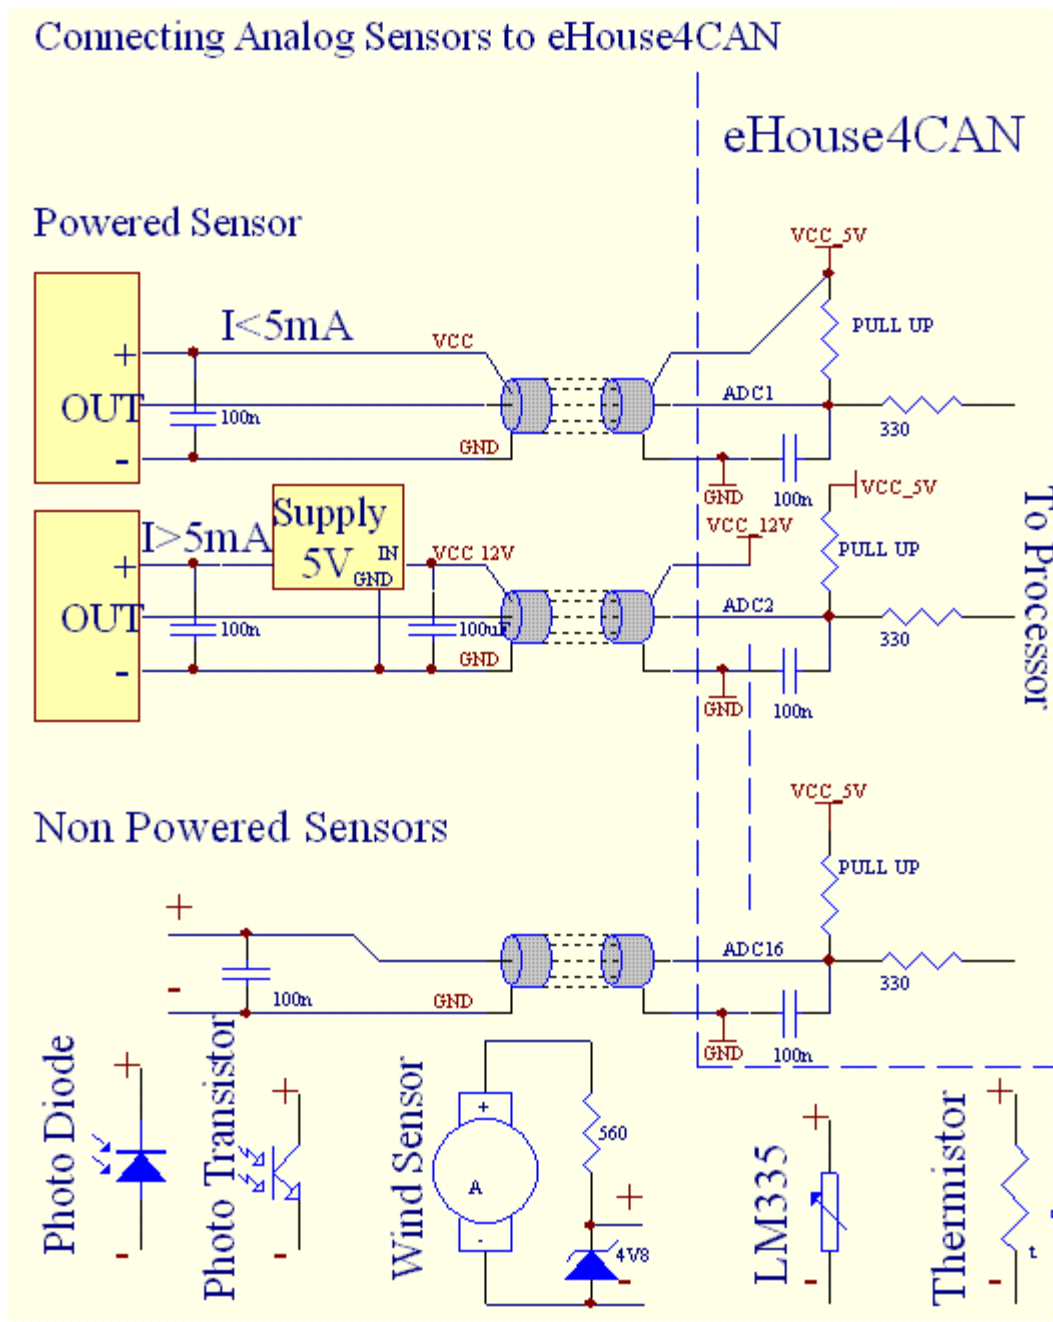 Connecting Analog Sensors to eHouse4CAN
eHouse4CAN
Powered Sensor
VCC_5V
I<5mA
PULL UP
VCC
+
OUT
-
100n
ADC1
330
GND
GND
100n
VCC_5V
I>5mA
Supply
5V
IN
GND
VCC 12V
VCC_12V
PULL UP
+
OUT
-
100n
100uF
ADC2
330
GND
GND
100n
To Processor
Non Powered Sensors
VCC_5V
PULL UP
+
-
100n
GND
ADC16
330
GND
100n
Photo Diode
+
-
Photo Transistor
+
-
Wind Sensor
+
A
-
560
+
4V8
-
LM335
+
-
Thermistor
+
-
t